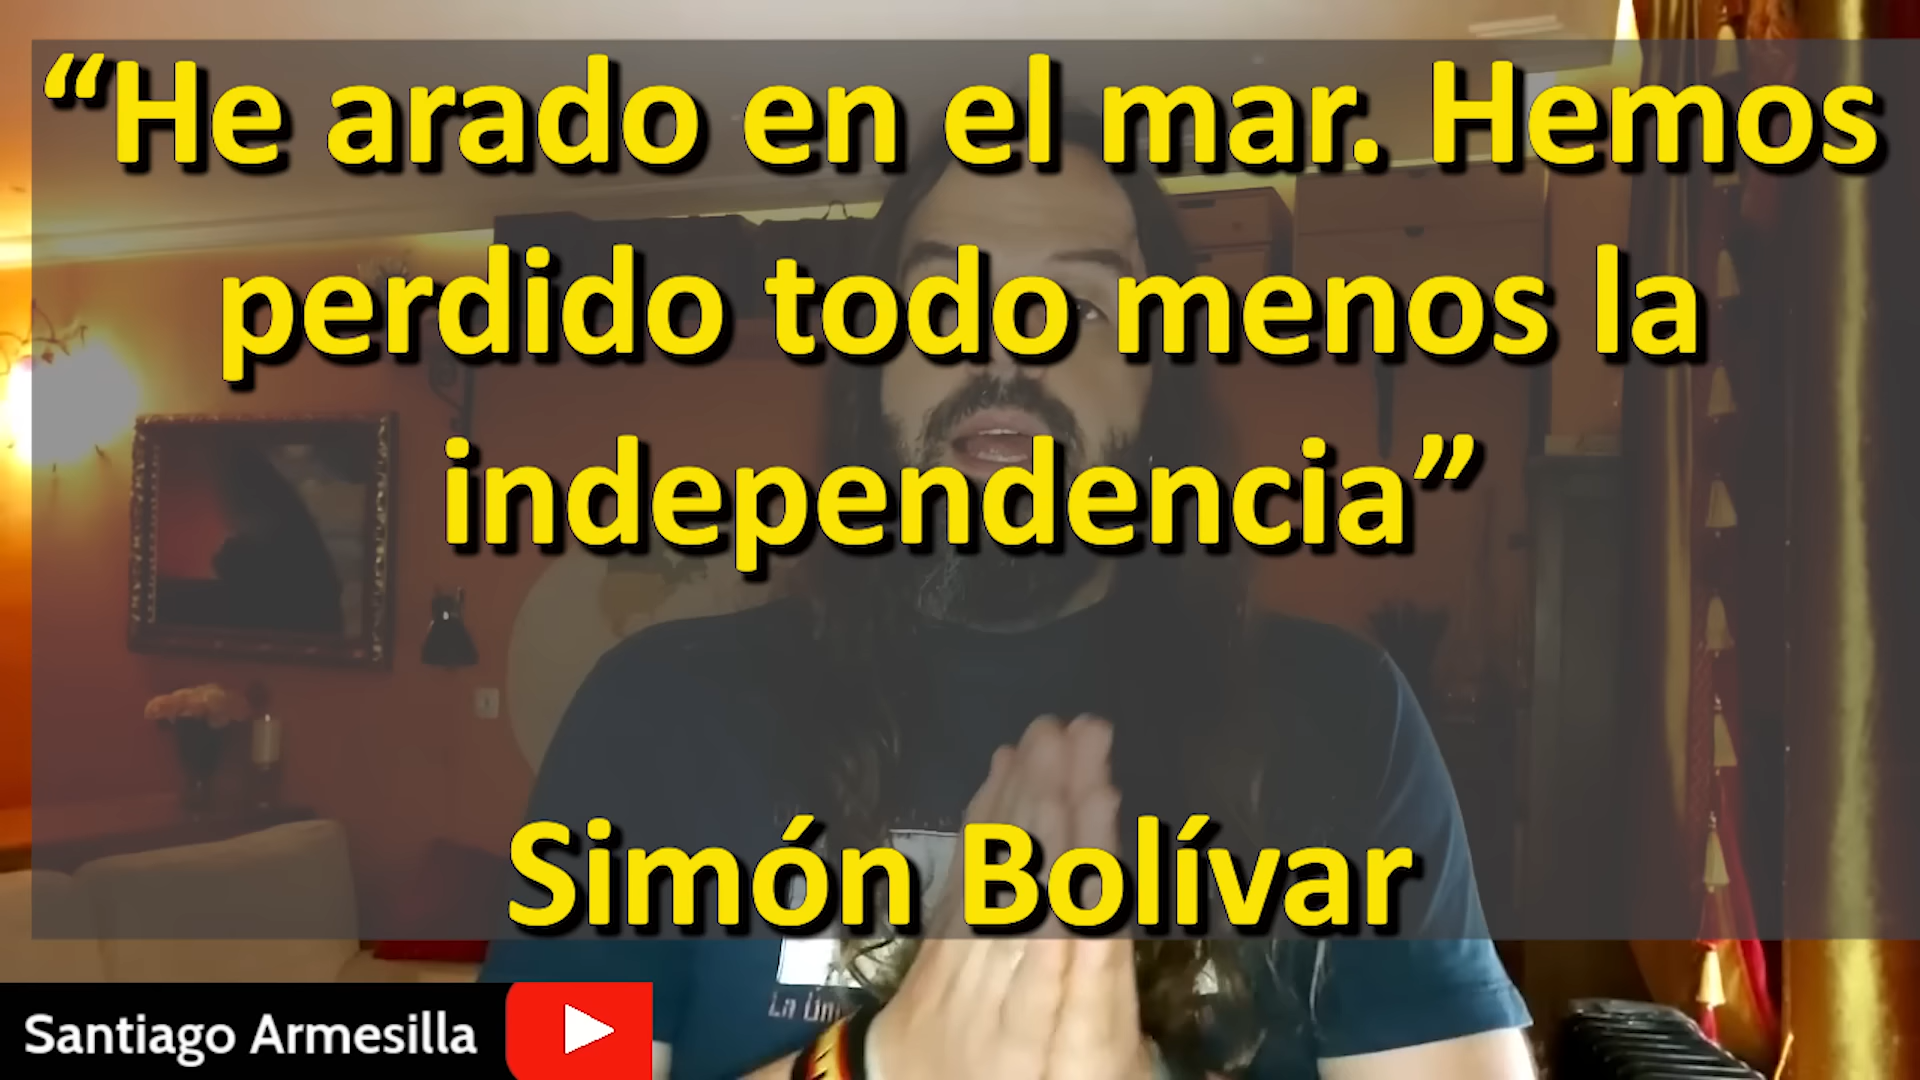 “He arado en el mar. Hemos
perdido todo menos la
independencia”
Simón Bolívar
Santiago Armesilla